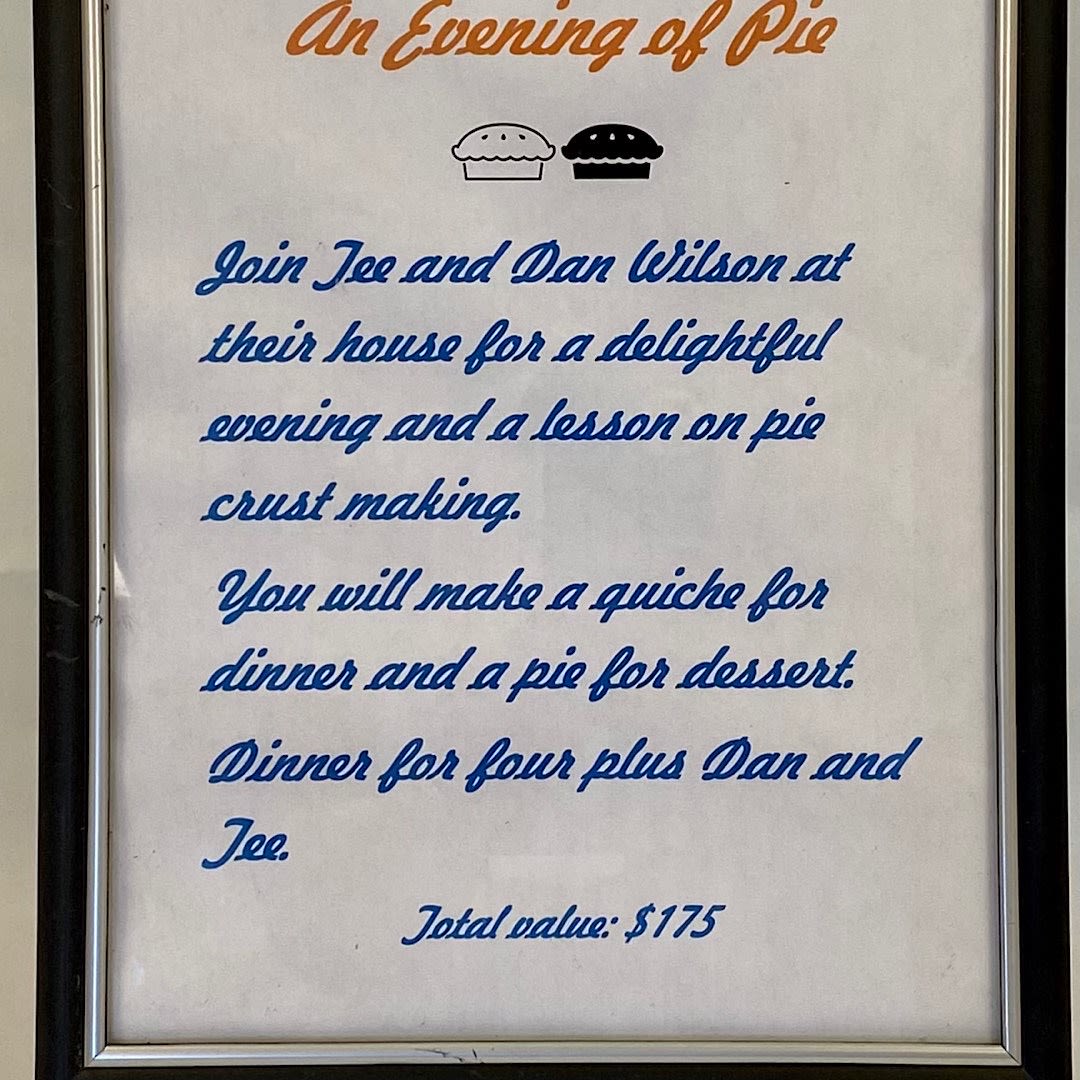 An Evening of Pie
Join Tee and Dan Wilson at
their house for a delightful
evening and a lesson on pie
crust making.
You will make a quiche for
dinner and a pie for dessert.
Dinner for four plus Dan and
Tee.
Total value: $175